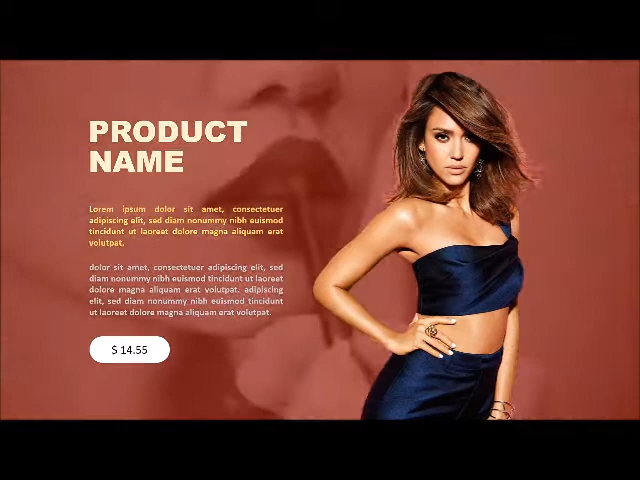 PRODUCT
NAME
Lorem ipsum dolor sit amet, consectetuer
adipiscing elit, sed diam nonummy nibh euismod
tincidunt ut laoreet dolore magna aliquam erat
volutpat.
dolor sit amet, consectetuer adipiscing elit, sed
diam nonummy nibh euismod tincidunt ut laoreet
dolore magna aliquam erat volutpat. adipiscing
elit, sed diam nonummy nibh euismod tincidunt
ut laoreet dolore magna aliquam erat volutpat.
$ 14.55